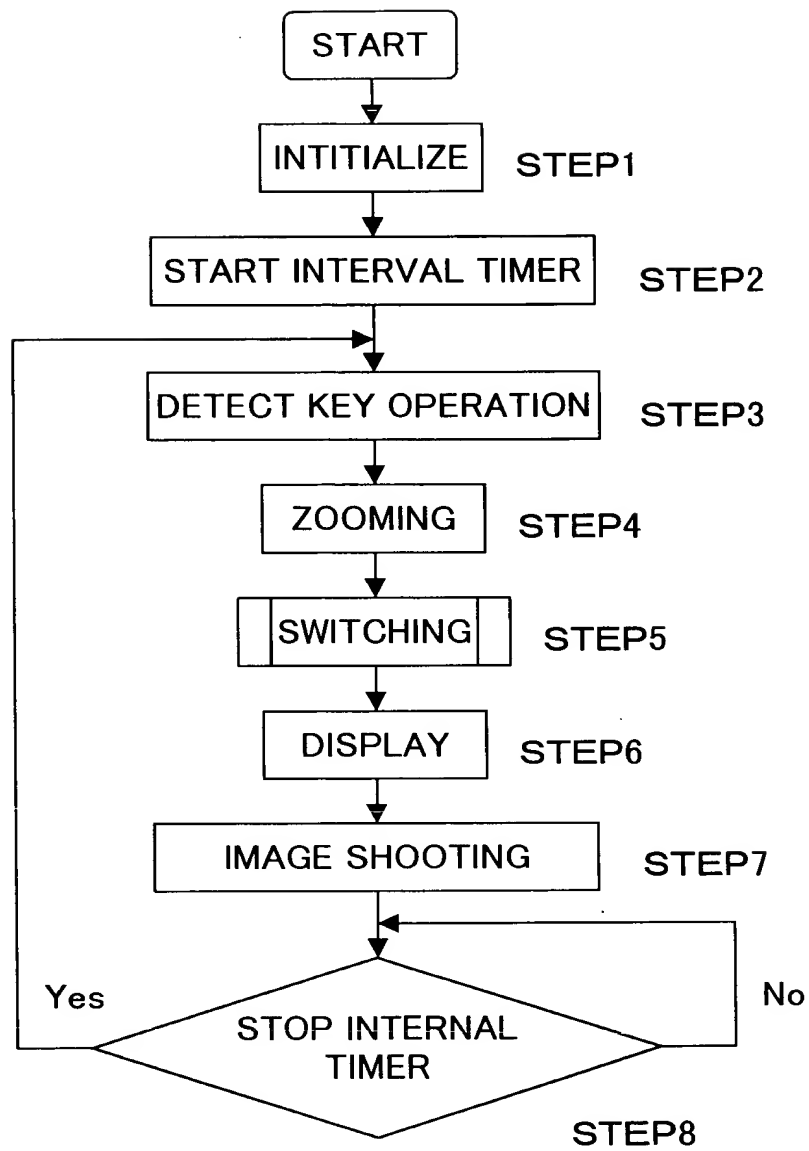 START
INTITIALIZE
STEP1
START INTERVAL TIMER
STEP2
DETECT KEY OPERATION
STEP3
ZOOMING
STEP4
SWITCHING
STEP5
DISPLAY
STEP6
IMAGE SHOOTING
STEP7
Yes
No
STOP INTERNAL
TIMER
STEP8